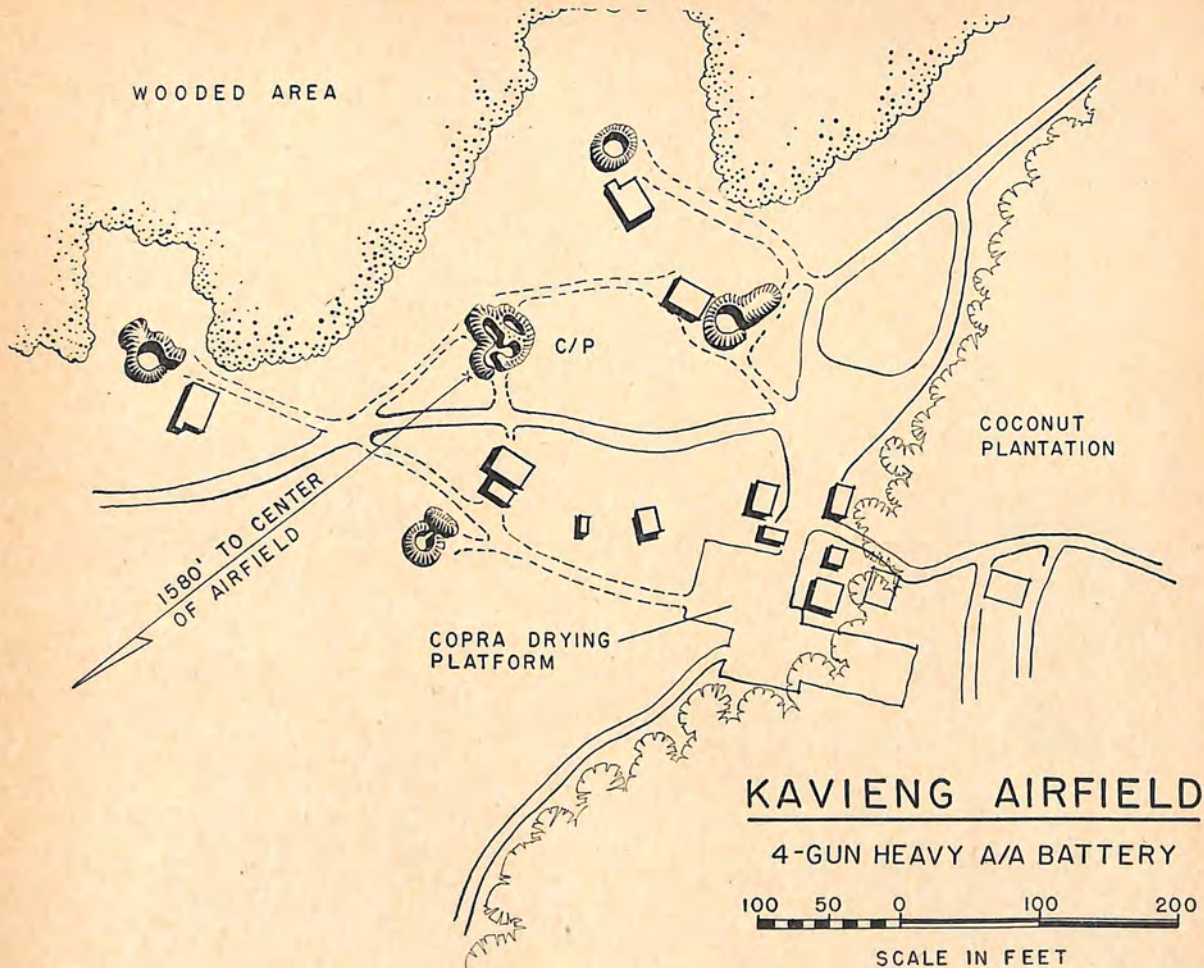 WOODED AREA
C/P
COCONUT
PLANTATION
1580' TO CENTER
OF AIRFIELD
COPRA DRYING
PLATFORM
KAVIENG AIRFIELD
4-GUN HEAVY A/A BATTERY
100 50 0 100 200
SCALE IN FEET